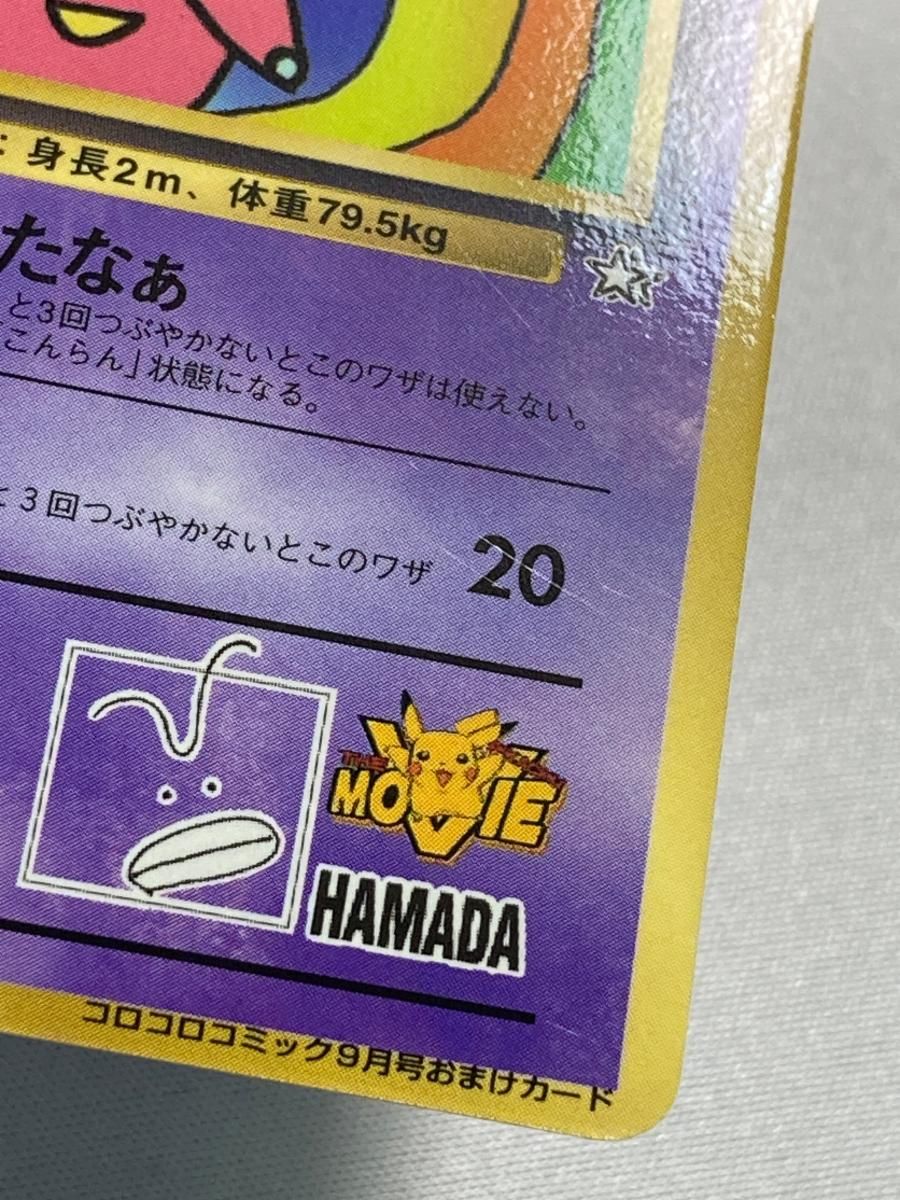 ：身長2m、体重79.5kg
たなぁ
と3回つぶやかないとこのワザは使えない。
こんらん」状態になる。
と3回つぶやかないとこのワザ
20
THE
MOVIE
HAMADA
コロコロコミック9月号おまけカード